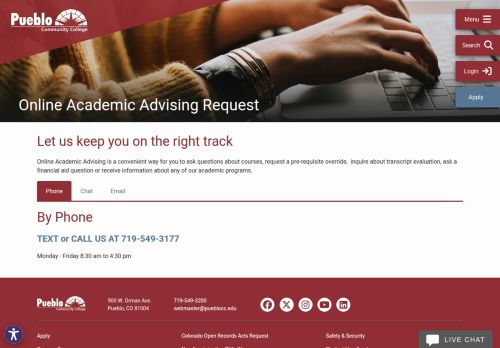 Pueblo
Community College
Menu
Search
Login
Apply
Online Academic Advising Request
Let us keep you on the right track
Online Academic Advising is a convenient way for you to ask questions about courses, request a pre-requisite override, inquire about transcript evaluation, ask a
financial aid question or receive information about any of our academic programs.
Phone
Chat
Email
By Phone
TEXT or CALL US AT 719-549-3177
Monday - Friday 8:30 am to 4:30 pm
Pueblo
Community College
900 W. Orman Ave.
Pueblo, CO 81004
719-549-3200
webmaster@pueblocc.edu
Apply
Colorado Open Records Acts Request
Safety & Security
LIVE CHAT